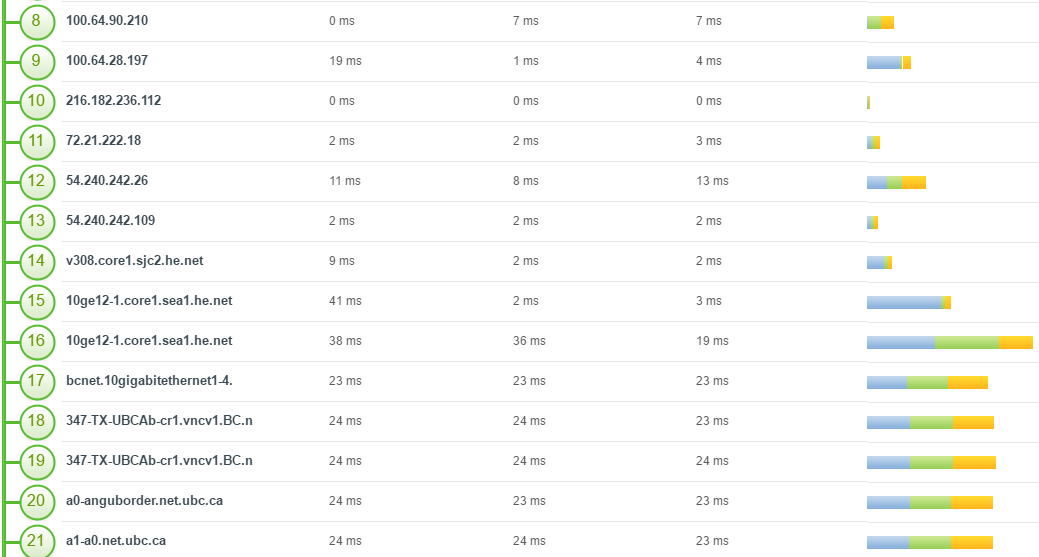 8 100.64.90.210 0 ms 7 ms 7 ms
9 100.64.28.197 19 ms 1 ms 4 ms
10 216.182.236.112 0 ms 0 ms 0 ms
11 72.21.222.18 2 ms 2 ms 3 ms
12 54.240.242.26 11 ms 8 ms 13 ms
13 54.240.242.109 2 ms 2 ms 2 ms
14 v308.core1.sjc2.he.net 9 ms 2 ms 2 ms
15 10ge12-1.core1.sea1.he.net 41 ms 2 ms 3 ms
16 10ge12-1.core1.sea1.he.net 38 ms 36 ms 19 ms
17 bcnet.10gigabitethernet1-4. 23 ms 23 ms 23 ms
18 347-TX-UBCAb-cr1.vncv1.BC.n 24 ms 24 ms 23 ms
19 347-TX-UBCAb-cr1.vncv1.BC.n 24 ms 24 ms 24 ms
20 a0-anguborder.net.ubc.ca 24 ms 23 ms 23 ms
21 a1-a0.net.ubc.ca 24 ms 24 ms 23 ms